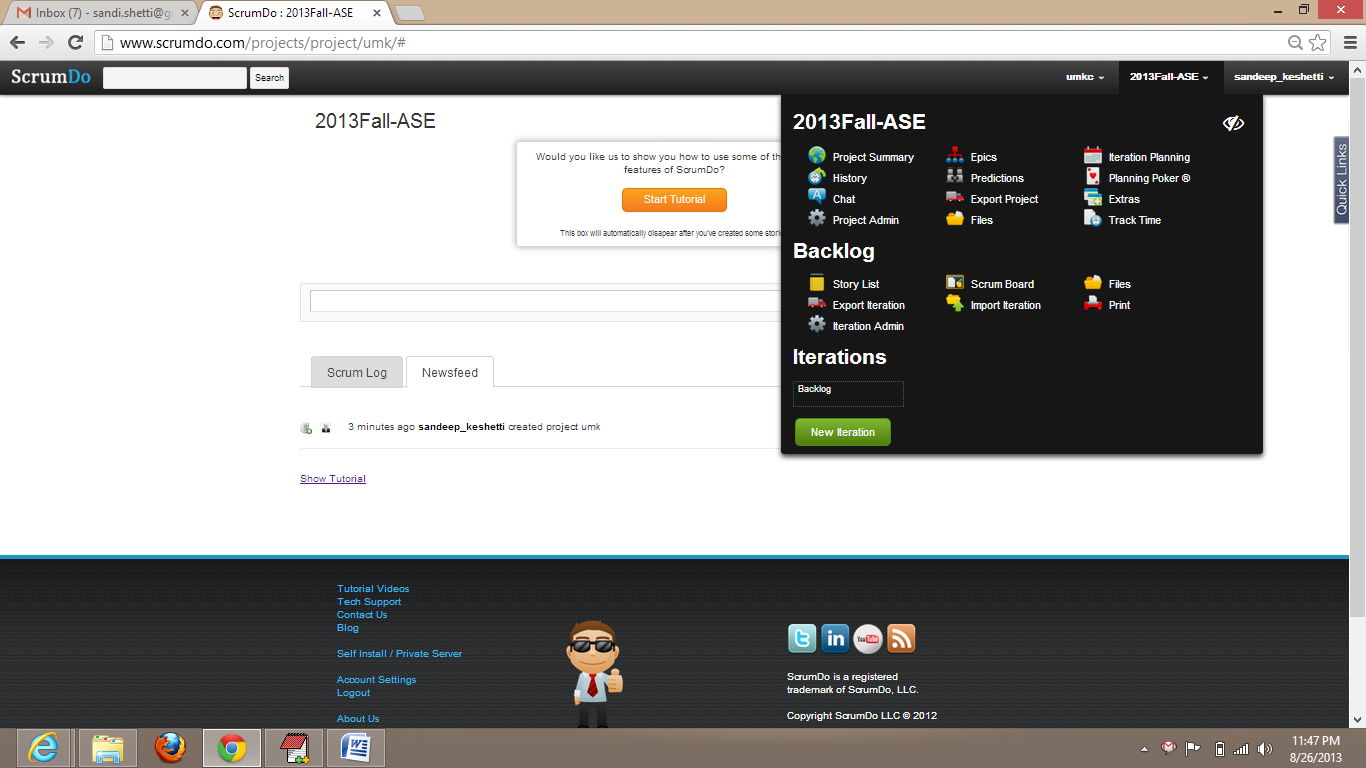 Inbox (7) - sandi.shetti@g
ScrumDo : 2013Fall-ASE
www.scrumdo.com/projects/project/umk/#
ScrumDo
Search
umkc
2013Fall-ASE
sandeep_keshetti
2013Fall-ASE
Would you like us to show you how to use some of th
features of ScrumDo?
Start Tutorial
This box will automatically disapear after you've created some stori
Scrum Log
Newsfeed
3 minutes ago sandeep_keshetti created project umk
Show Tutorial
2013Fall-ASE
Project Summary
Epics
Iteration Planning
History
Predictions
Planning Poker ®
Chat
Export Project
Extras
Project Admin
Files
Track Time
Backlog
Story List
Scrum Board
Files
Export Iteration
Import Iteration
Print
Iteration Admin
Iterations
Backlog
New Iteration
Quick Links
Tutorial Videos
Tech Support
Contact Us
Blog
Self Install / Private Server
Account Settings
Logout
About Us
You Tube
ScrumDo is a registered
trademark of ScrumDo, LLC.
Copyright ScrumDo LLC © 2012
11:47 PM
8/26/2013